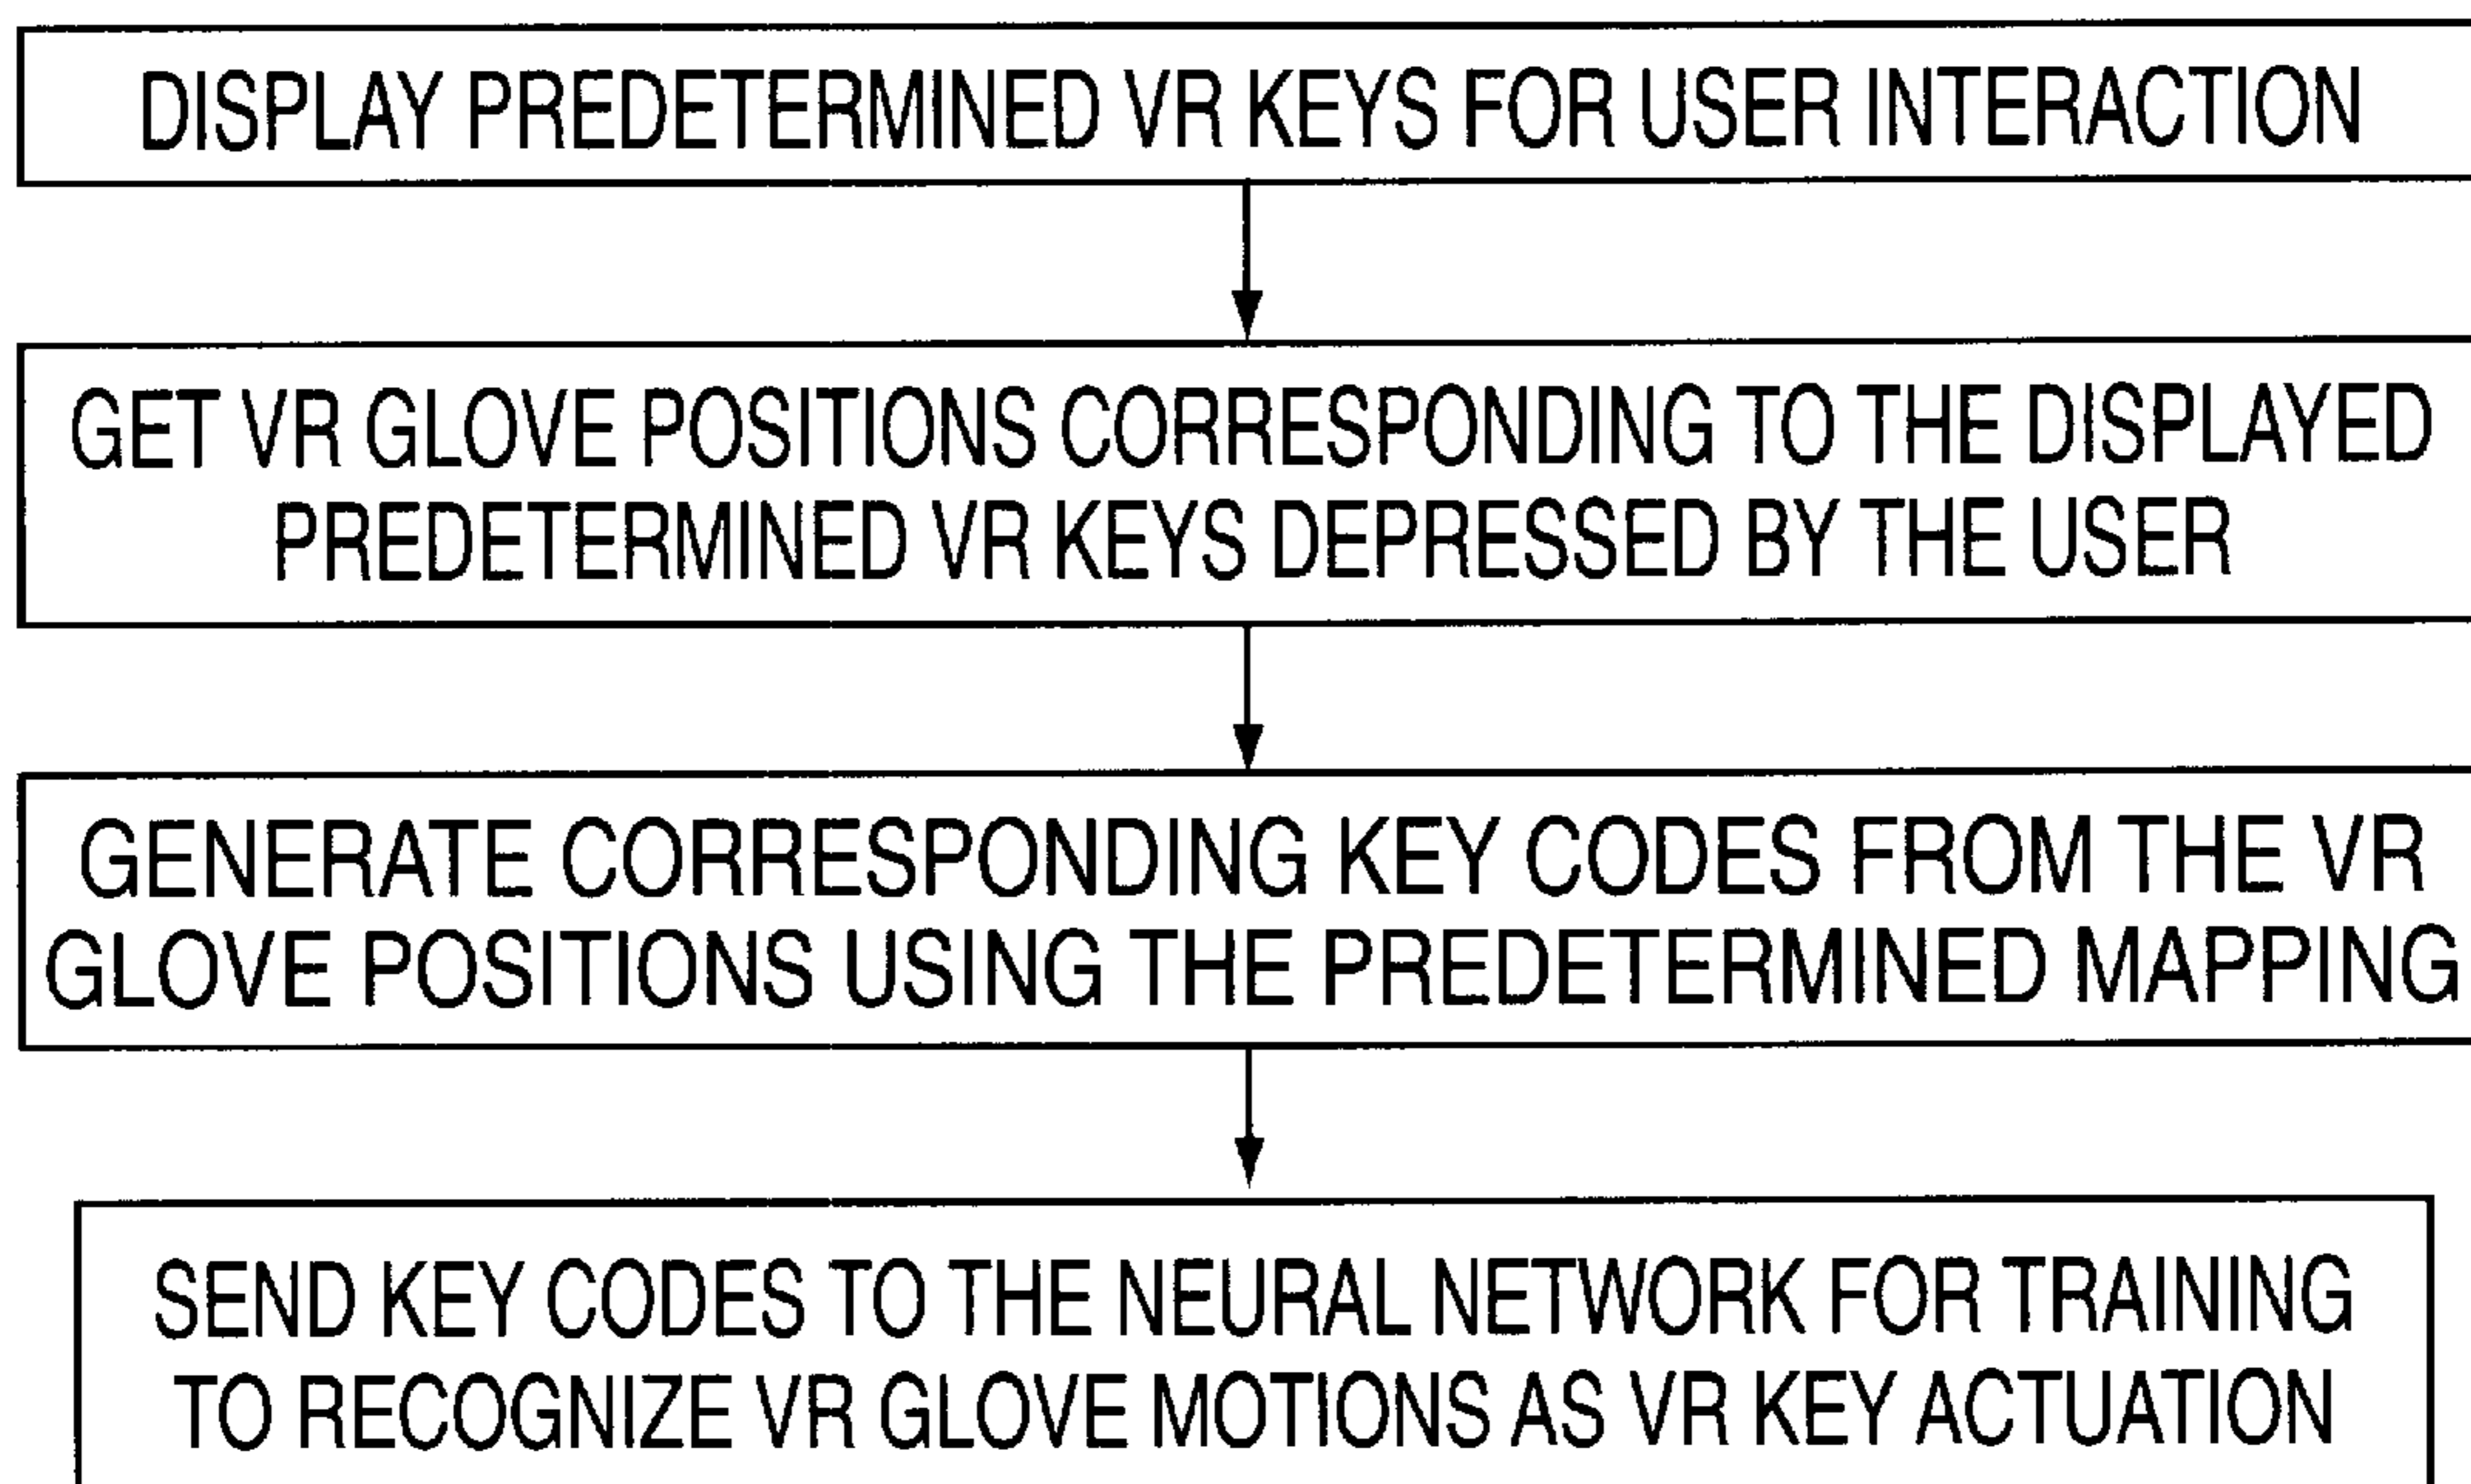 DISPLAY PREDETERMINED VR KEYS FOR USER INTERACTION
GET VR GLOVE POSITIONS CORRESPONDING TO THE DISPLAYED
PREDETERMINED VR KEYS DEPRESSED BY THE USER
GENERATE CORRESPONDING KEY CODES FROM THE VR
GLOVE POSITIONS USING THE PREDETERMINED MAPPING
SEND KEY CODES TO THE NEURAL NETWORK FOR TRAINING
TO RECOGNIZE VR GLOVE MOTIONS AS VR KEY ACTUATION